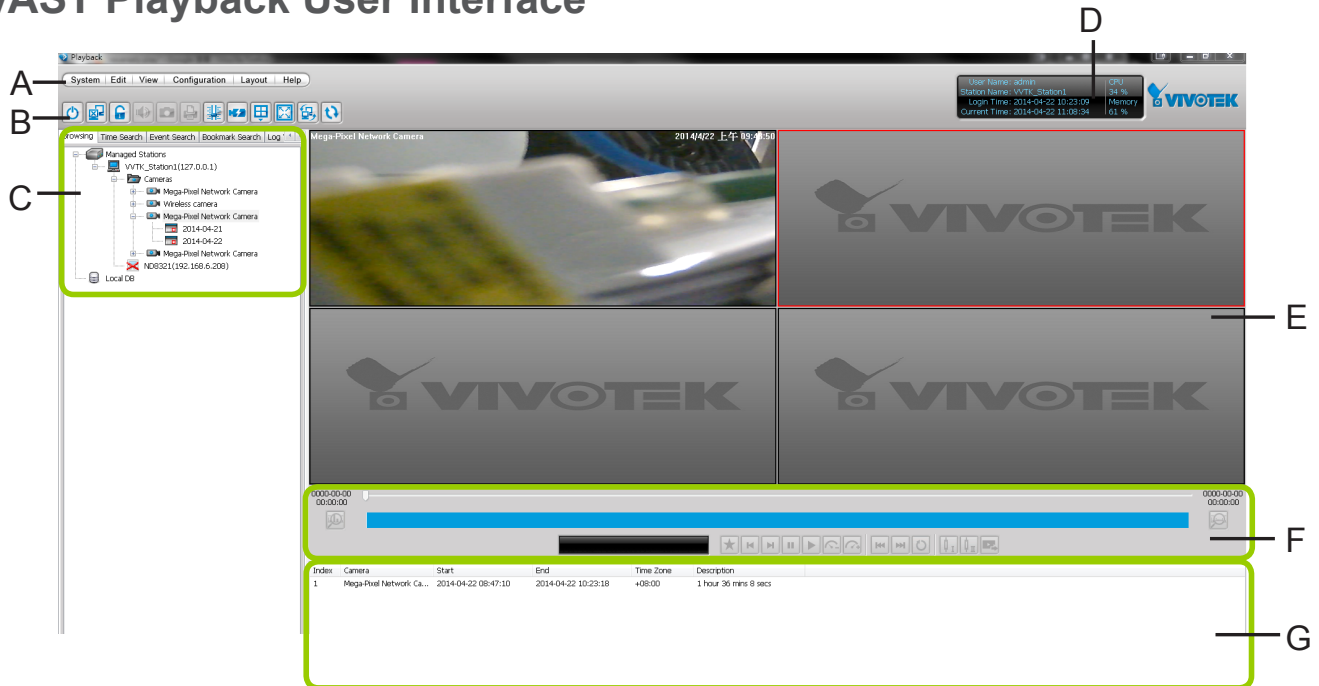 VAST Playback User Interface
D
Playback
A
System Edit View Configuration Layout Help
User Name: admin
Station Name: VVTK_Station1
Login Time: 2014-04-22 10:23:09
Current Time: 2014-04-22 11:08:34
CPU
34 %
Memory
61 %
VIVOTEK
B
Browsing Time Search Event Search Bookmark Search Log
C
Managed Stations
VVTK_Station1(127.0.0.1)
Cameras
Mega-Pixel Network Camera
Wireless camera
Mega-Pixel Network Camera
2014-04-21
2014-04-22
Mega-Pixel Network Camera
ND8321(192.168.6.208)
Local DB
Mega-Pixel Network Camera
2014/4/22 上午
VIVOTEK
E
VIVOTEK
VIVOTEK
0000-00-00
00:00:00
0000-00-00
00:00:00
F
Index Camera Start End Time Zone Description
1 Mega-Pixel Network Ca... 2014-04-22 08:47:10 2014-04-22 10:23:18 +08:00 1 hour 36 mins 8 secs
G